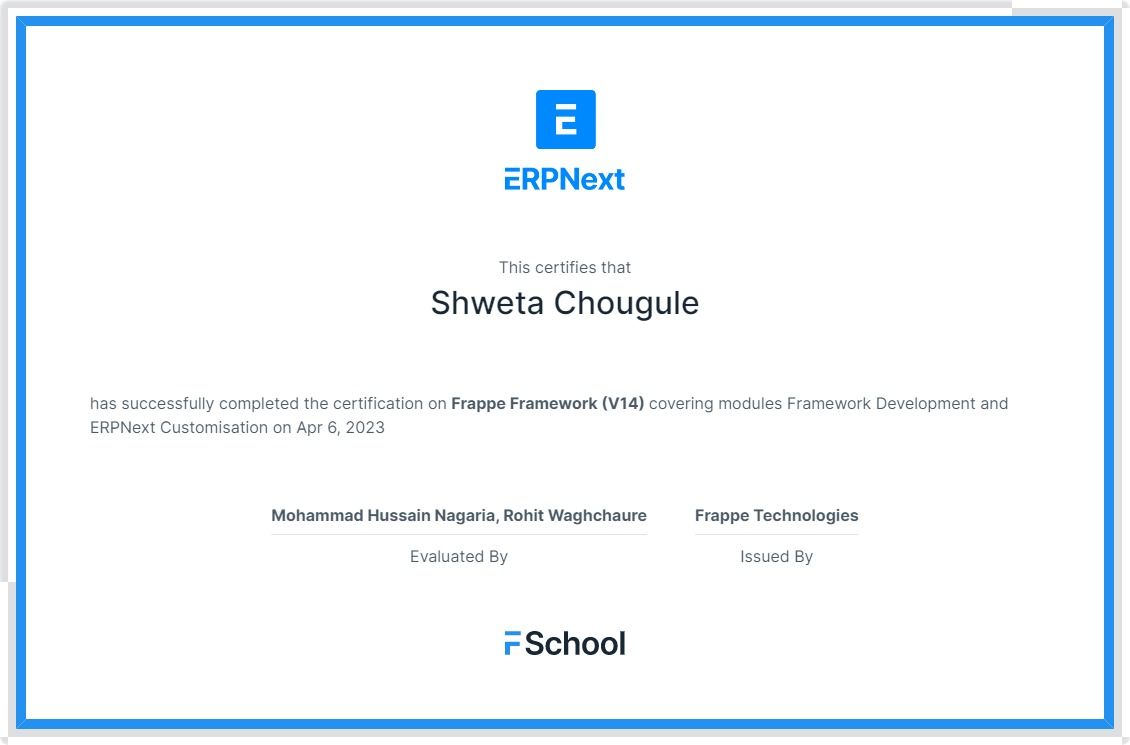 E
ERPNext
This certifies that
Shweta Chougule
has successfully completed the certification on Frappe Framework (V14) covering modules Framework Development and
ERPNext Customisation on Apr 6, 2023
Mohammad Hussain Nagaria, Rohit Waghchaure
Evaluated By
Frappe Technologies
Issued By
F School